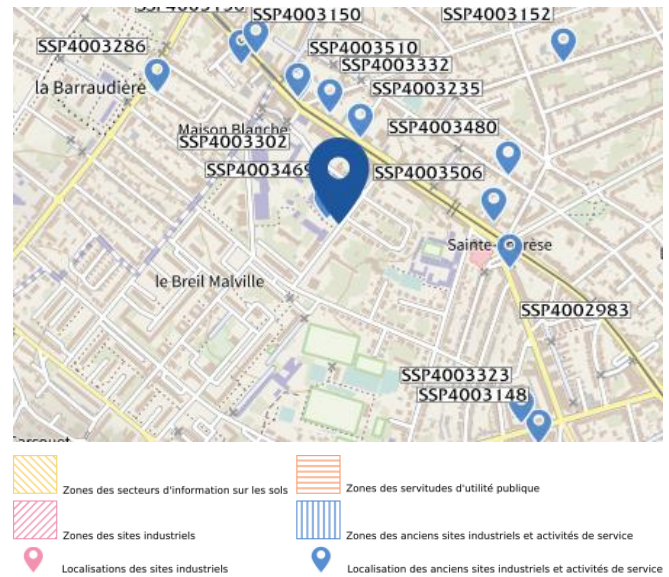 SSP4003150
SSP4003152
SSP4003286
SSP4003510
SSP4003332
la Barraudière
SSP4003235
Maison Blanche
SSP4003480
SSP4003302
SSP4003469
SSP4003506
le Breil Malville
SSP4002983
SSP4003323
SSP4003148
Zones des secteurs d'information sur les sols
Zones des servitudes d'utilité publique
Zones des sites industriels
Zones des anciens sites industriels et activités de service
Localisations des sites industriels
Localisation des anciens sites industriels et activités de service